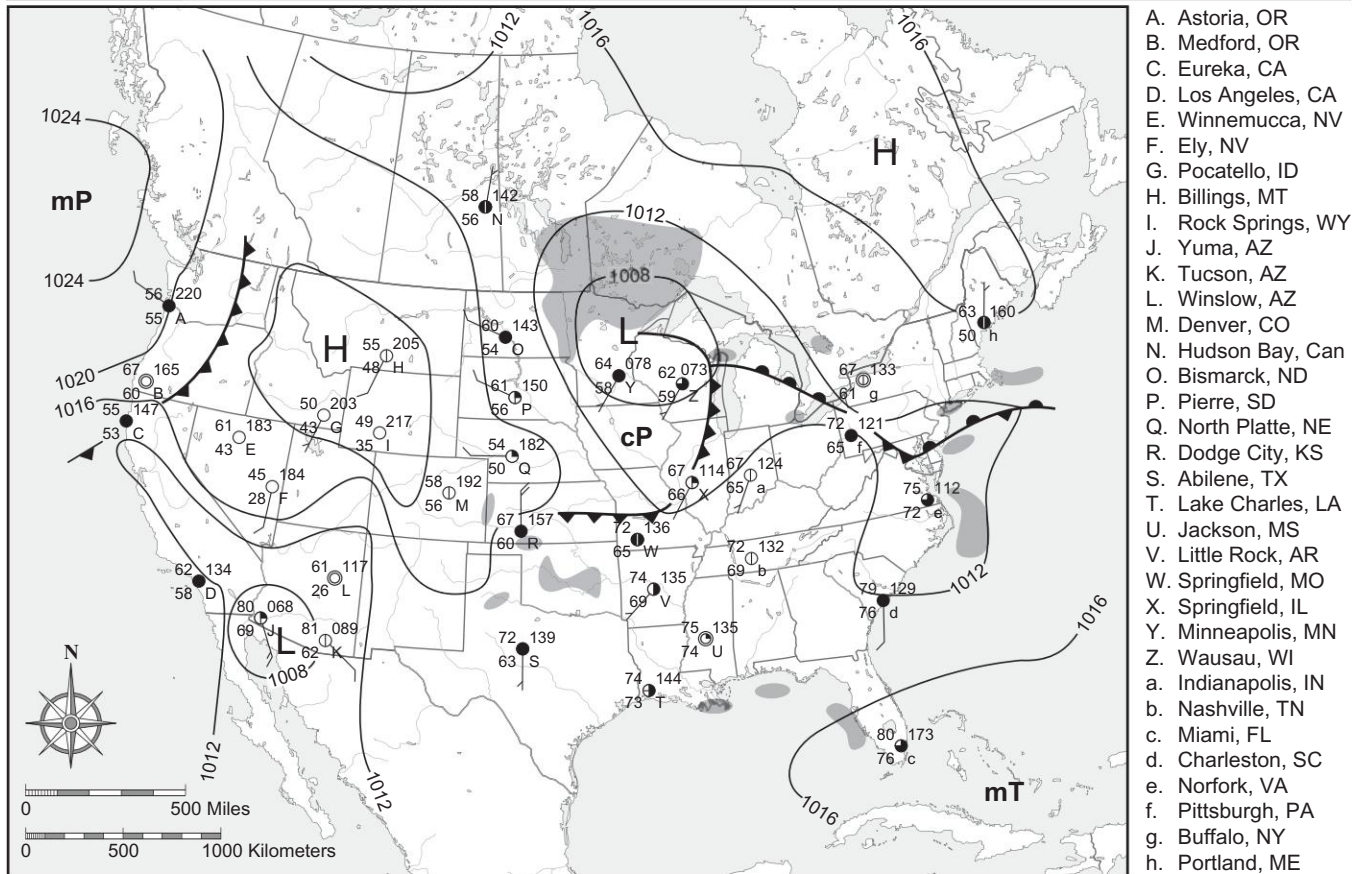 1012
1016
1024
H
mP
58 142
56 N
1012
1024
1008
56 220
55 A
L
63 160
50 h
60 143
54 O
H
55 205
48 H
64 078
58 Y
62 073
59 Z
67 133
61 g
67 165
60 B
1020
61 150
56 P
1016
55 147
53 C
50 203
43 G
49 217
35 I
61 183
43 E
cP
72 121
65 f
54 182
50 Q
67 114
66 X
67 124
65 a
45 184
28 F
58 192
56 M
75 112
72 e
67 157
60 R
72 136
65 W
72 132
69 b
62 134
58 D
61 117
26 L
74 135
69 V
79 129
76 d
1012
1016
80 068
69 J
L
81 089
62 K
1008
72 139
63 S
75 135
74 U
74 144
73 T
N
80 173
76 c
1012
1012
mT
1016
0 500 Miles
0 500 1000 Kilometers
A. Astoria, OR
B. Medford, OR
C. Eureka, CA
D. Los Angeles, CA
E. Winnemucca, NV
F. Ely, NV
G. Pocatello, ID
H. Billings, MT
I. Rock Springs, WY
J. Yuma, AZ
K. Tucson, AZ
L. Winslow, AZ
M. Denver, CO
N. Hudson Bay, Can
O. Bismarck, ND
P. Pierre, SD
Q. North Platte, NE
R. Dodge City, KS
S. Abilene, TX
T. Lake Charles, LA
U. Jackson, MS
V. Little Rock, AR
W. Springfield, MO
X. Springfield, IL
Y. Minneapolis, MN
Z. Wausau, WI
a. Indianapolis, IN
b. Nashville, TN
c. Miami, FL
d. Charleston, SC
e. Norfork, VA
f. Pittsburgh, PA
g. Buffalo, NY
h. Portland, ME